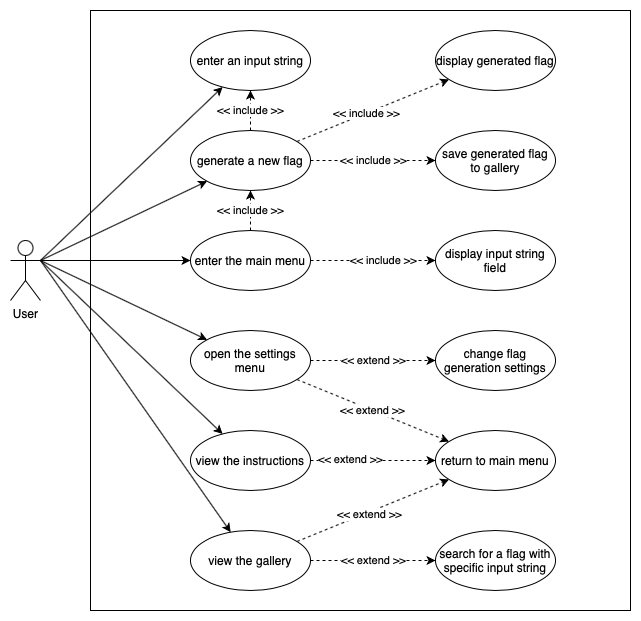 enter an input string
display generated flag
<< include >>
<< include >>
generate a new flag
<< include >>
save generated flag
to gallery
<< include >>
enter the main menu
<< include >>
display input string
field
User
open the settings
menu
<< extend >>
change flag
generation settings
<< extend >>
view the instructions
<< extend >>
return to main menu
<< extend >>
view the gallery
<< extend >>
search for a flag with
specific input string